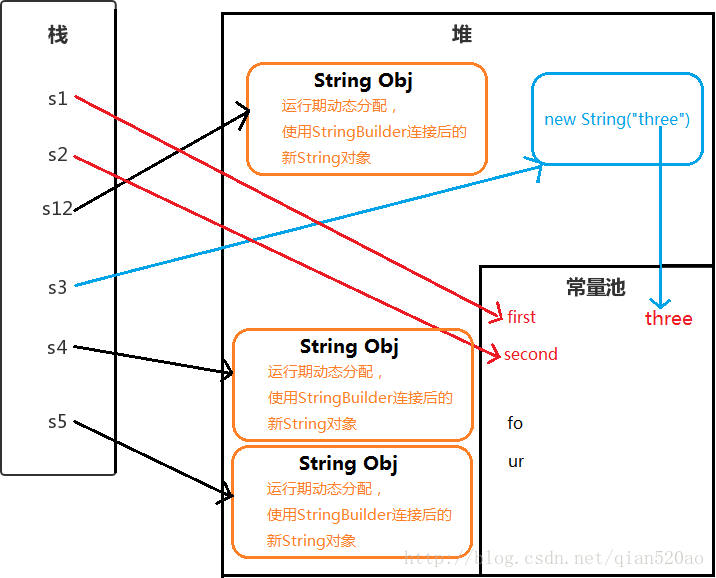 栈
s1
s2
s12
s3
s4
s5
堆
String Obj
运行期动态分配，
使用StringBuilder连接后的
新String对象
new String("three")
常量池
first
three
second
fo
ur
String Obj
运行期动态分配，
使用StringBuilder连接后的
新String对象
String Obj
运行期动态分配，
使用StringBuilder连接后的
新String对象
http://blog.csdn.net/qian520ao